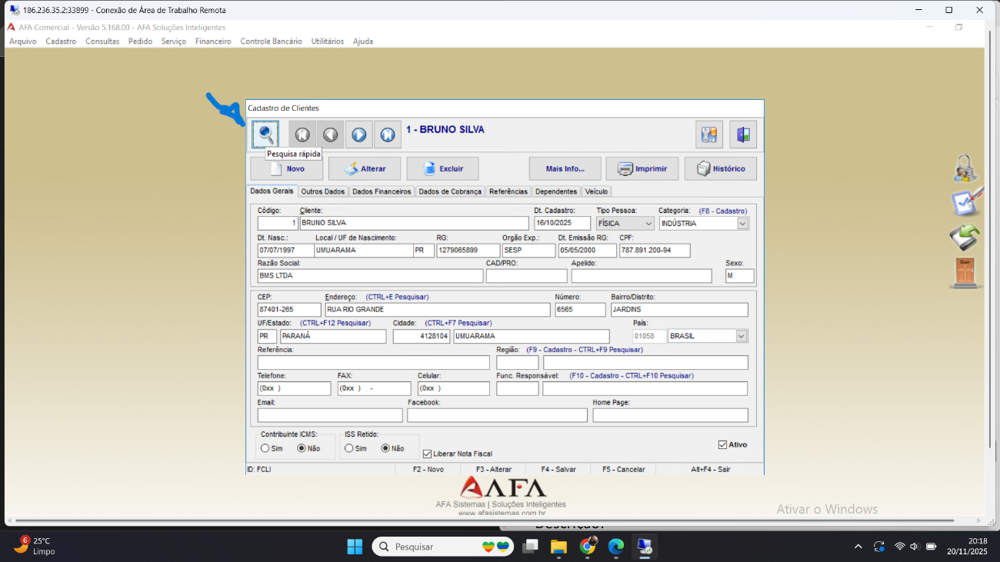 186.236.35.2:33899 - Conexão de Área de Trabalho Remota
AFA Comercial - Versão 5.168.00 - AFA Soluções Inteligentes
Arquivo Cadastro Consultas Pedido Serviço Financeiro Controle Bancário Utilitários Ajuda
Cadastro de Clientes
1 - BRUNO SILVA
Pesquisa rápida
Novo Alterar Excluir Mais Info... Imprimir Histórico
Dados Gerais Outros Dados Dados Financeiros Dados de Cobrança Referências Dependentes Veículo
Código: Cliente: Dt. Cadastro: Tipo Pessoa: Categoria: (F8 - Cadastro)
1 BRUNO SILVA 16/10/2025 FÍSICA INDÚSTRIA
Dt. Nasc.: Local / UF de Nascimento: RG: Orgão Exp.: Dt. Emissão RG: CPF:
07/07/1997 UMUARAMA PR 1279065899 SESP 05/05/2000 787.891.200-94
Razão Social: CAD/PRO: Apelido: Sexo:
BMS LTDA M
CEP: Endereço: (CTRL+E Pesquisar) Número: Bairro/Distrito:
87401-265 RUA RIO GRANDE 6565 JARDINS
UF/Estado: (CTRL+F12 Pesquisar) Cidade: (CTRL+F7 Pesquisar) País:
PR PARANÁ 4128104 UMUARAMA 01058 BRASIL
Referência: Região: (F9 - Cadastro - CTRL+F9 Pesquisar)
Telefone: FAX: Celular: Func. Responsável: (F10 - Cadastro - CTRL+F10 Pesquisar)
(0xx ) (0xx ) - (0xx )
Email: Facebook: Home Page:
Contribuinte ICMS: ISS Retido:
Sim Não Sim Não Liberar Nota Fiscal Ativo
ID: FCLI F2 - Novo F3 - Alterar F4 - Salvar F5 - Cancelar Alt+F4 - Sair
Sair
AFA
AFA Sistemas | Soluções Inteligentes
www.afasistemas.com.br
Ativar o Windows
Descrição:
6
25°C
Limpo
Pesquisar
20:18
20/11/2025